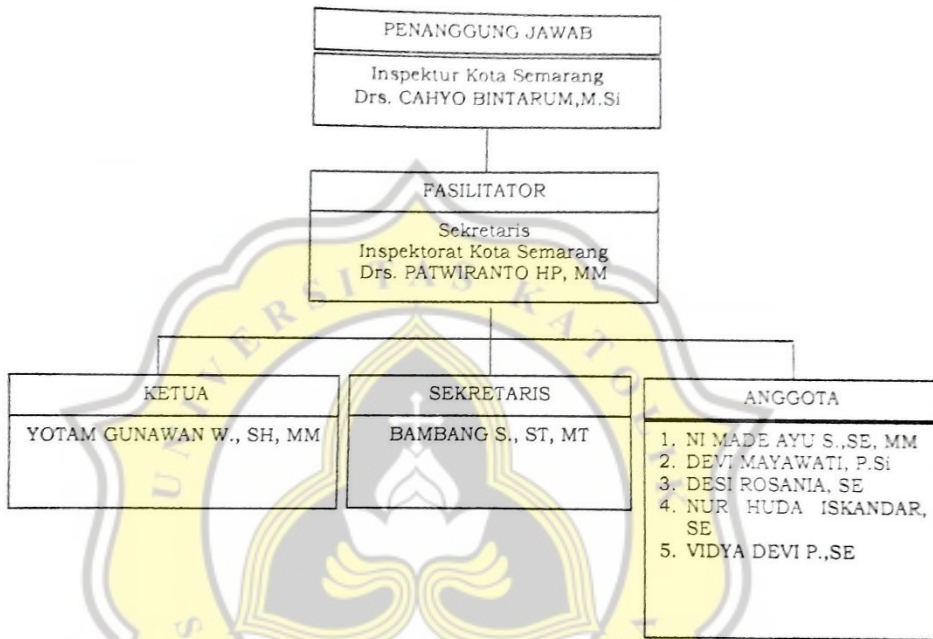 PENANGGUNG JAWAB
Inspektur Kota Semarang
Drs. CAHYO BINTARUM,M.Si
FASILITATOR
Sekretaris
Inspektorat Kota Semarang
Drs. PATWIRANTO HP, MM
UNIVERSITAS KATOLIK
KETUA
YOTAM GUNAWAN W., SH, MM
SEKRETARIS
BAMBANG S., ST, MT
ANGGOTA
1. NI MADE AYU S.,SE, MM
2. DEVI MAYAWATI, P.Si
3. DESI ROSANIA, SE
4. NUR HUDA ISKANDAR,
SE
5. VIDYA DEVI P.,SE
S